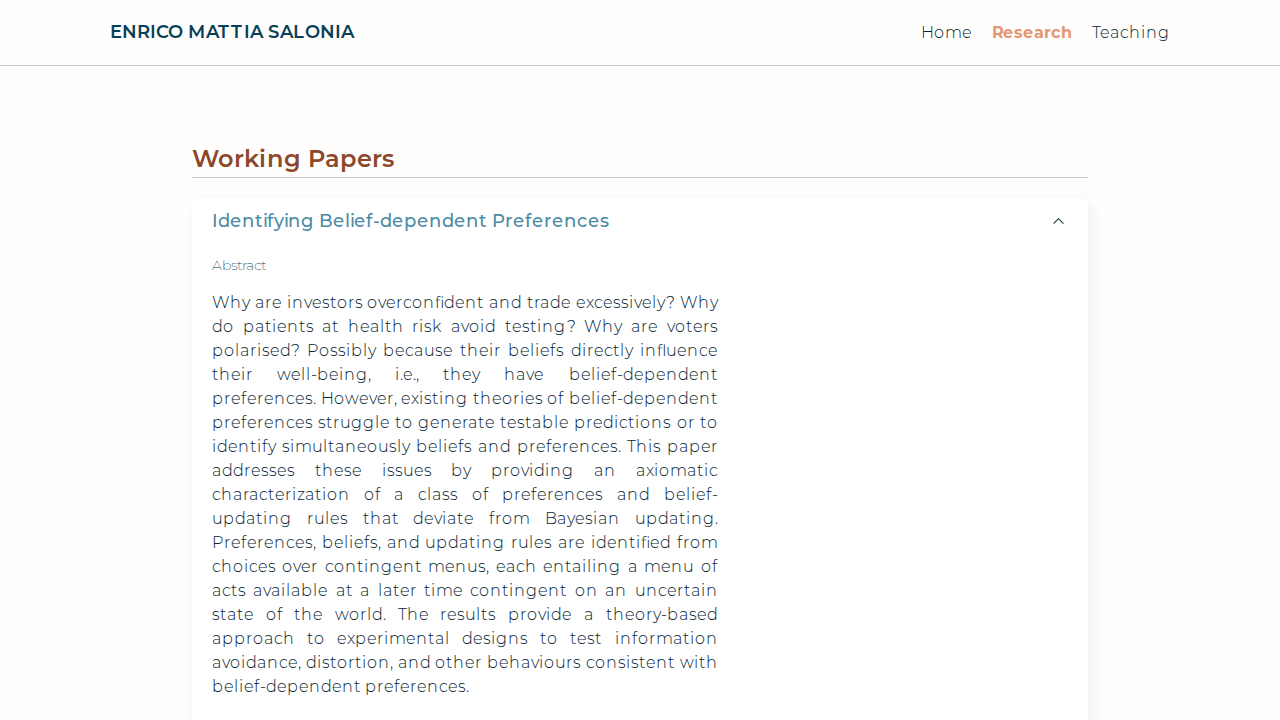 ENRICO MATTIA SALONIA
Home Research Teaching
Working Papers
Identifying Belief-dependent Preferences
Abstract
Why are investors overconfident and trade excessively? Why
do patients at health risk avoid testing? Why are voters
polarised? Possibly because their beliefs directly influence
their well-being, i.e., they have belief-dependent
preferences. However, existing theories of belief-dependent
preferences struggle to generate testable predictions or to
identify simultaneously beliefs and preferences. This paper
addresses these issues by providing an axiomatic
characterization of a class of preferences and belief-
updating rules that deviate from Bayesian updating.
Preferences, beliefs, and updating rules are identified from
choices over contingent menus, each entailing a menu of
acts available at a later time contingent on an uncertain
state of the world. The results provide a theory-based
approach to experimental designs to test information
avoidance, distortion, and other behaviours consistent with
belief-dependent preferences.